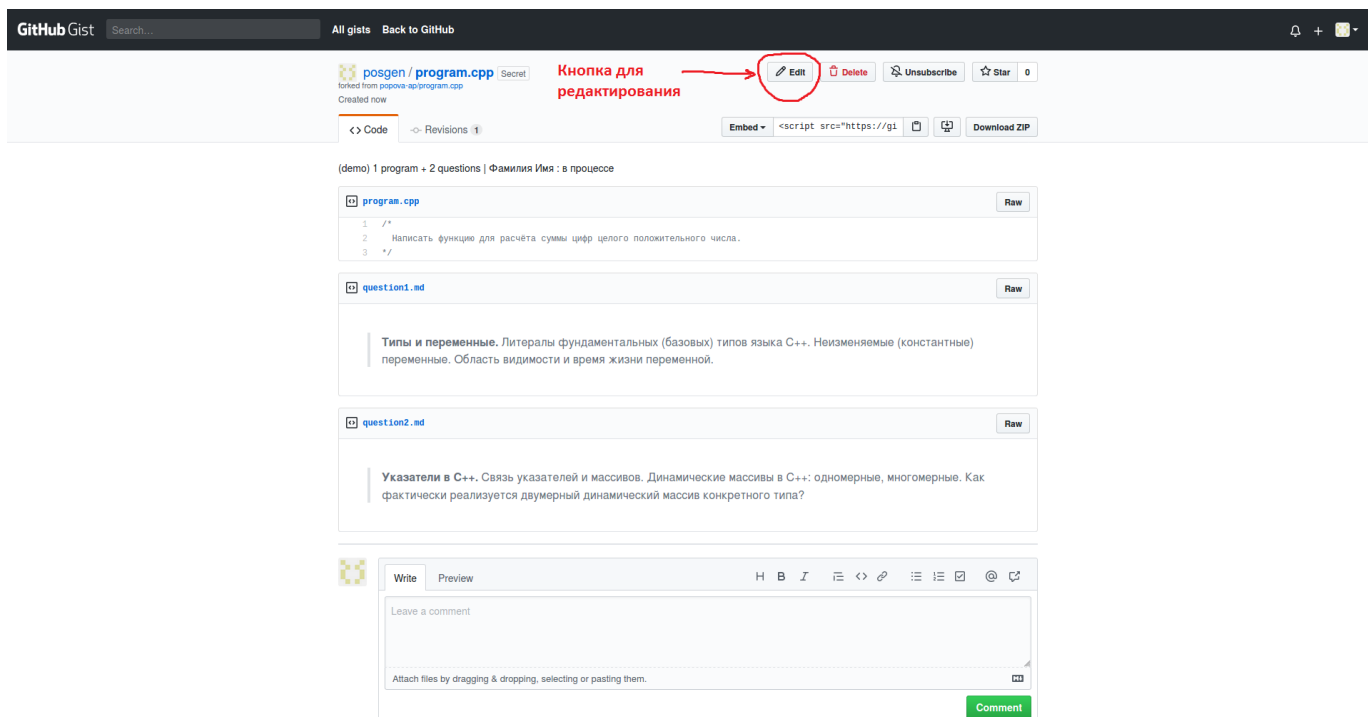 GitHub Gist Search... All gists Back to GitHub
posgen / program.cpp Secret
forked from popova-ap/program.cpp
Created now
Кнопка для
редактирования
Edit Delete Unsubscribe Star 0
Code Revisions 1
Embed <script src="https://gi Download ZIP
(demo) 1 program + 2 questions | Фамилия Имя : в процессе
program.cpp Raw
1 /*
2 Написать функцию для расчёта суммы цифр целого положительного числа.
3 */
question1.md Raw
Типы и переменные. Литералы фундаментальных (базовых) типов языка C++. Неизменяемые (константные)
переменные. Область видимости и время жизни переменной.
question2.md Raw
Указатели в C++. Связь указателей и массивов. Динамические массивы в C++: одномерные, многомерные. Как
фактически реализуется двумерный динамический массив конкретного типа?
Write Preview
Leave a comment
Attach files by dragging & dropping, selecting or pasting them.
Comment